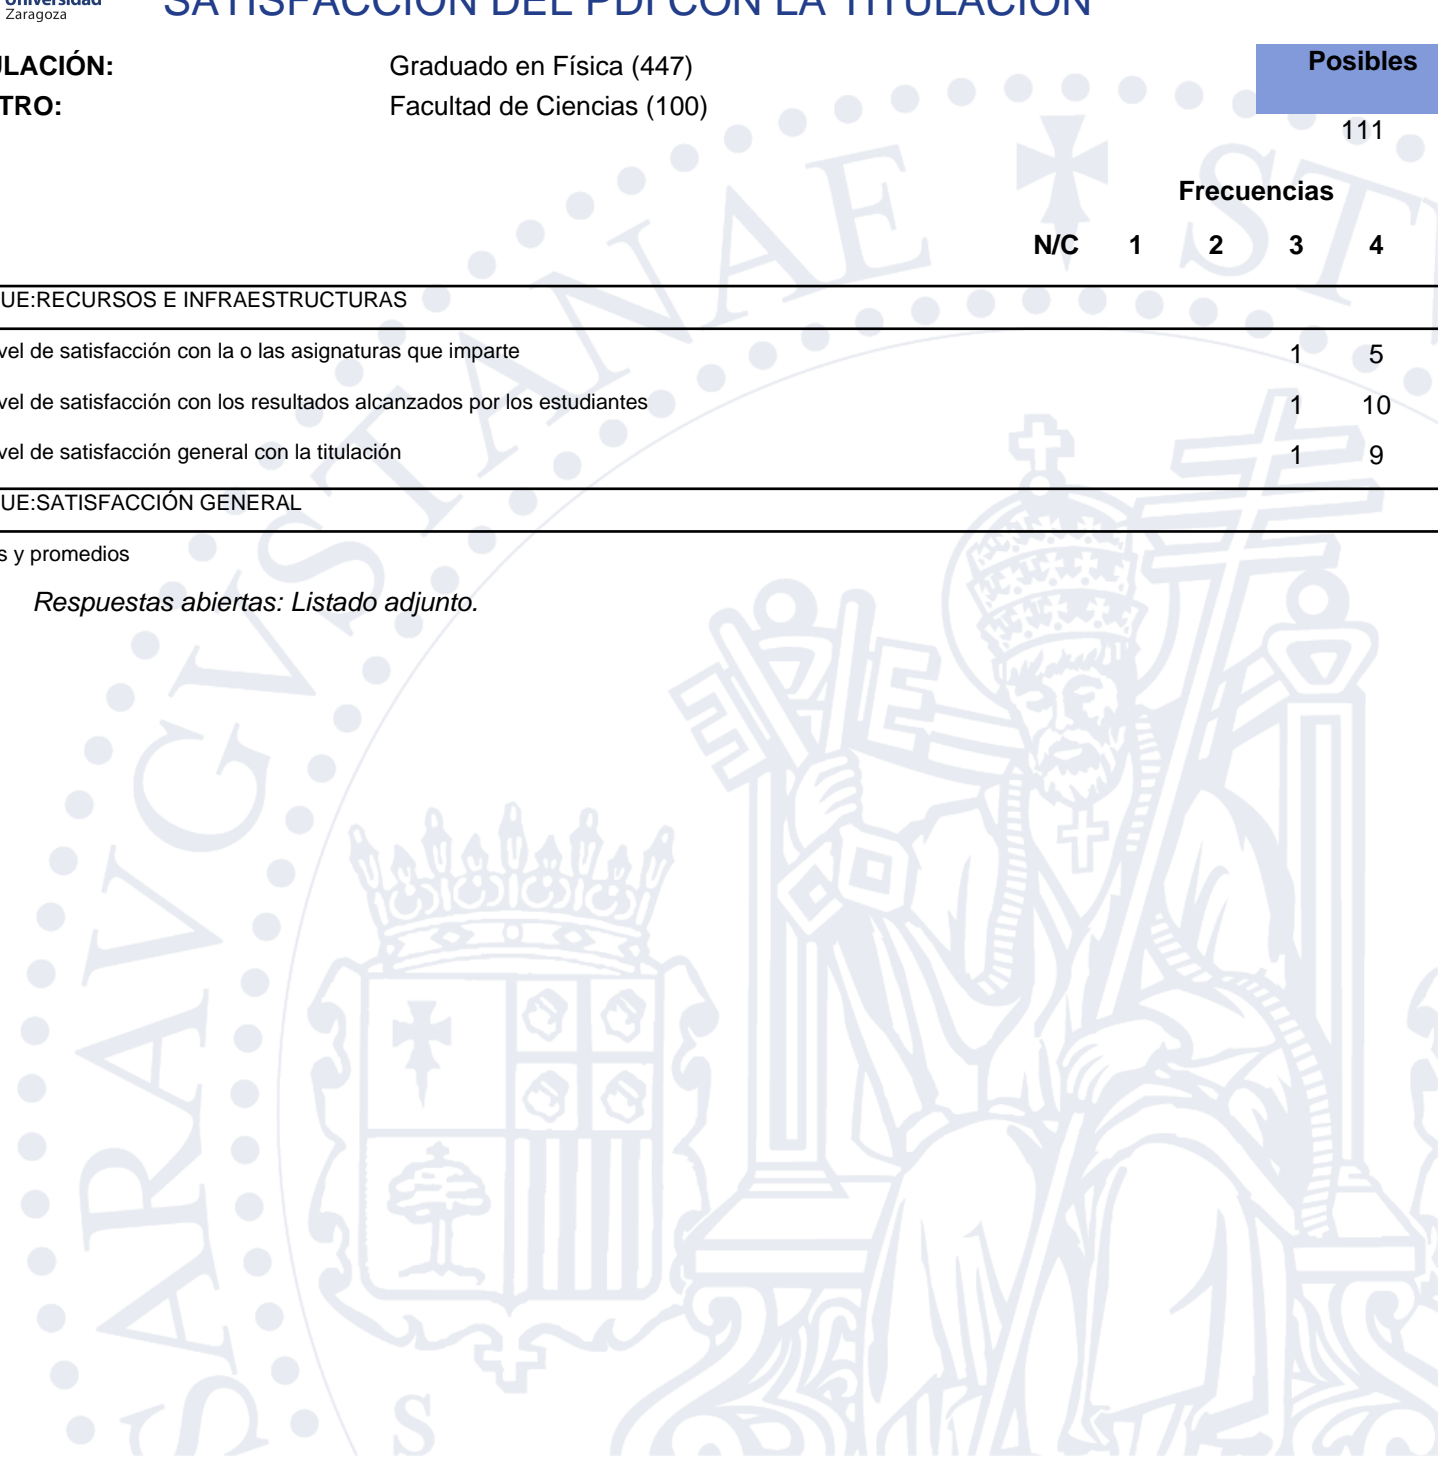 Universidad
Zaragoza
SATISFACCIÓN DEL PDI CON LA TITULACIÓN
ULACIÓN: Graduado en Física (447)
TRO: Facultad de Ciencias (100)
Posibles
111
Frecuencias
N/C 1 2 3 4
UE:RECURSOS E INFRAESTRUCTURAS
vel de satisfacción con la o las asignaturas que imparte 1 5
vel de satisfacción con los resultados alcanzados por los estudiantes 1 10
vel de satisfacción general con la titulación 1 9
UE:SATISFACCIÓN GENERAL
s y promedios
Respuestas abiertas: Listado adjunto.